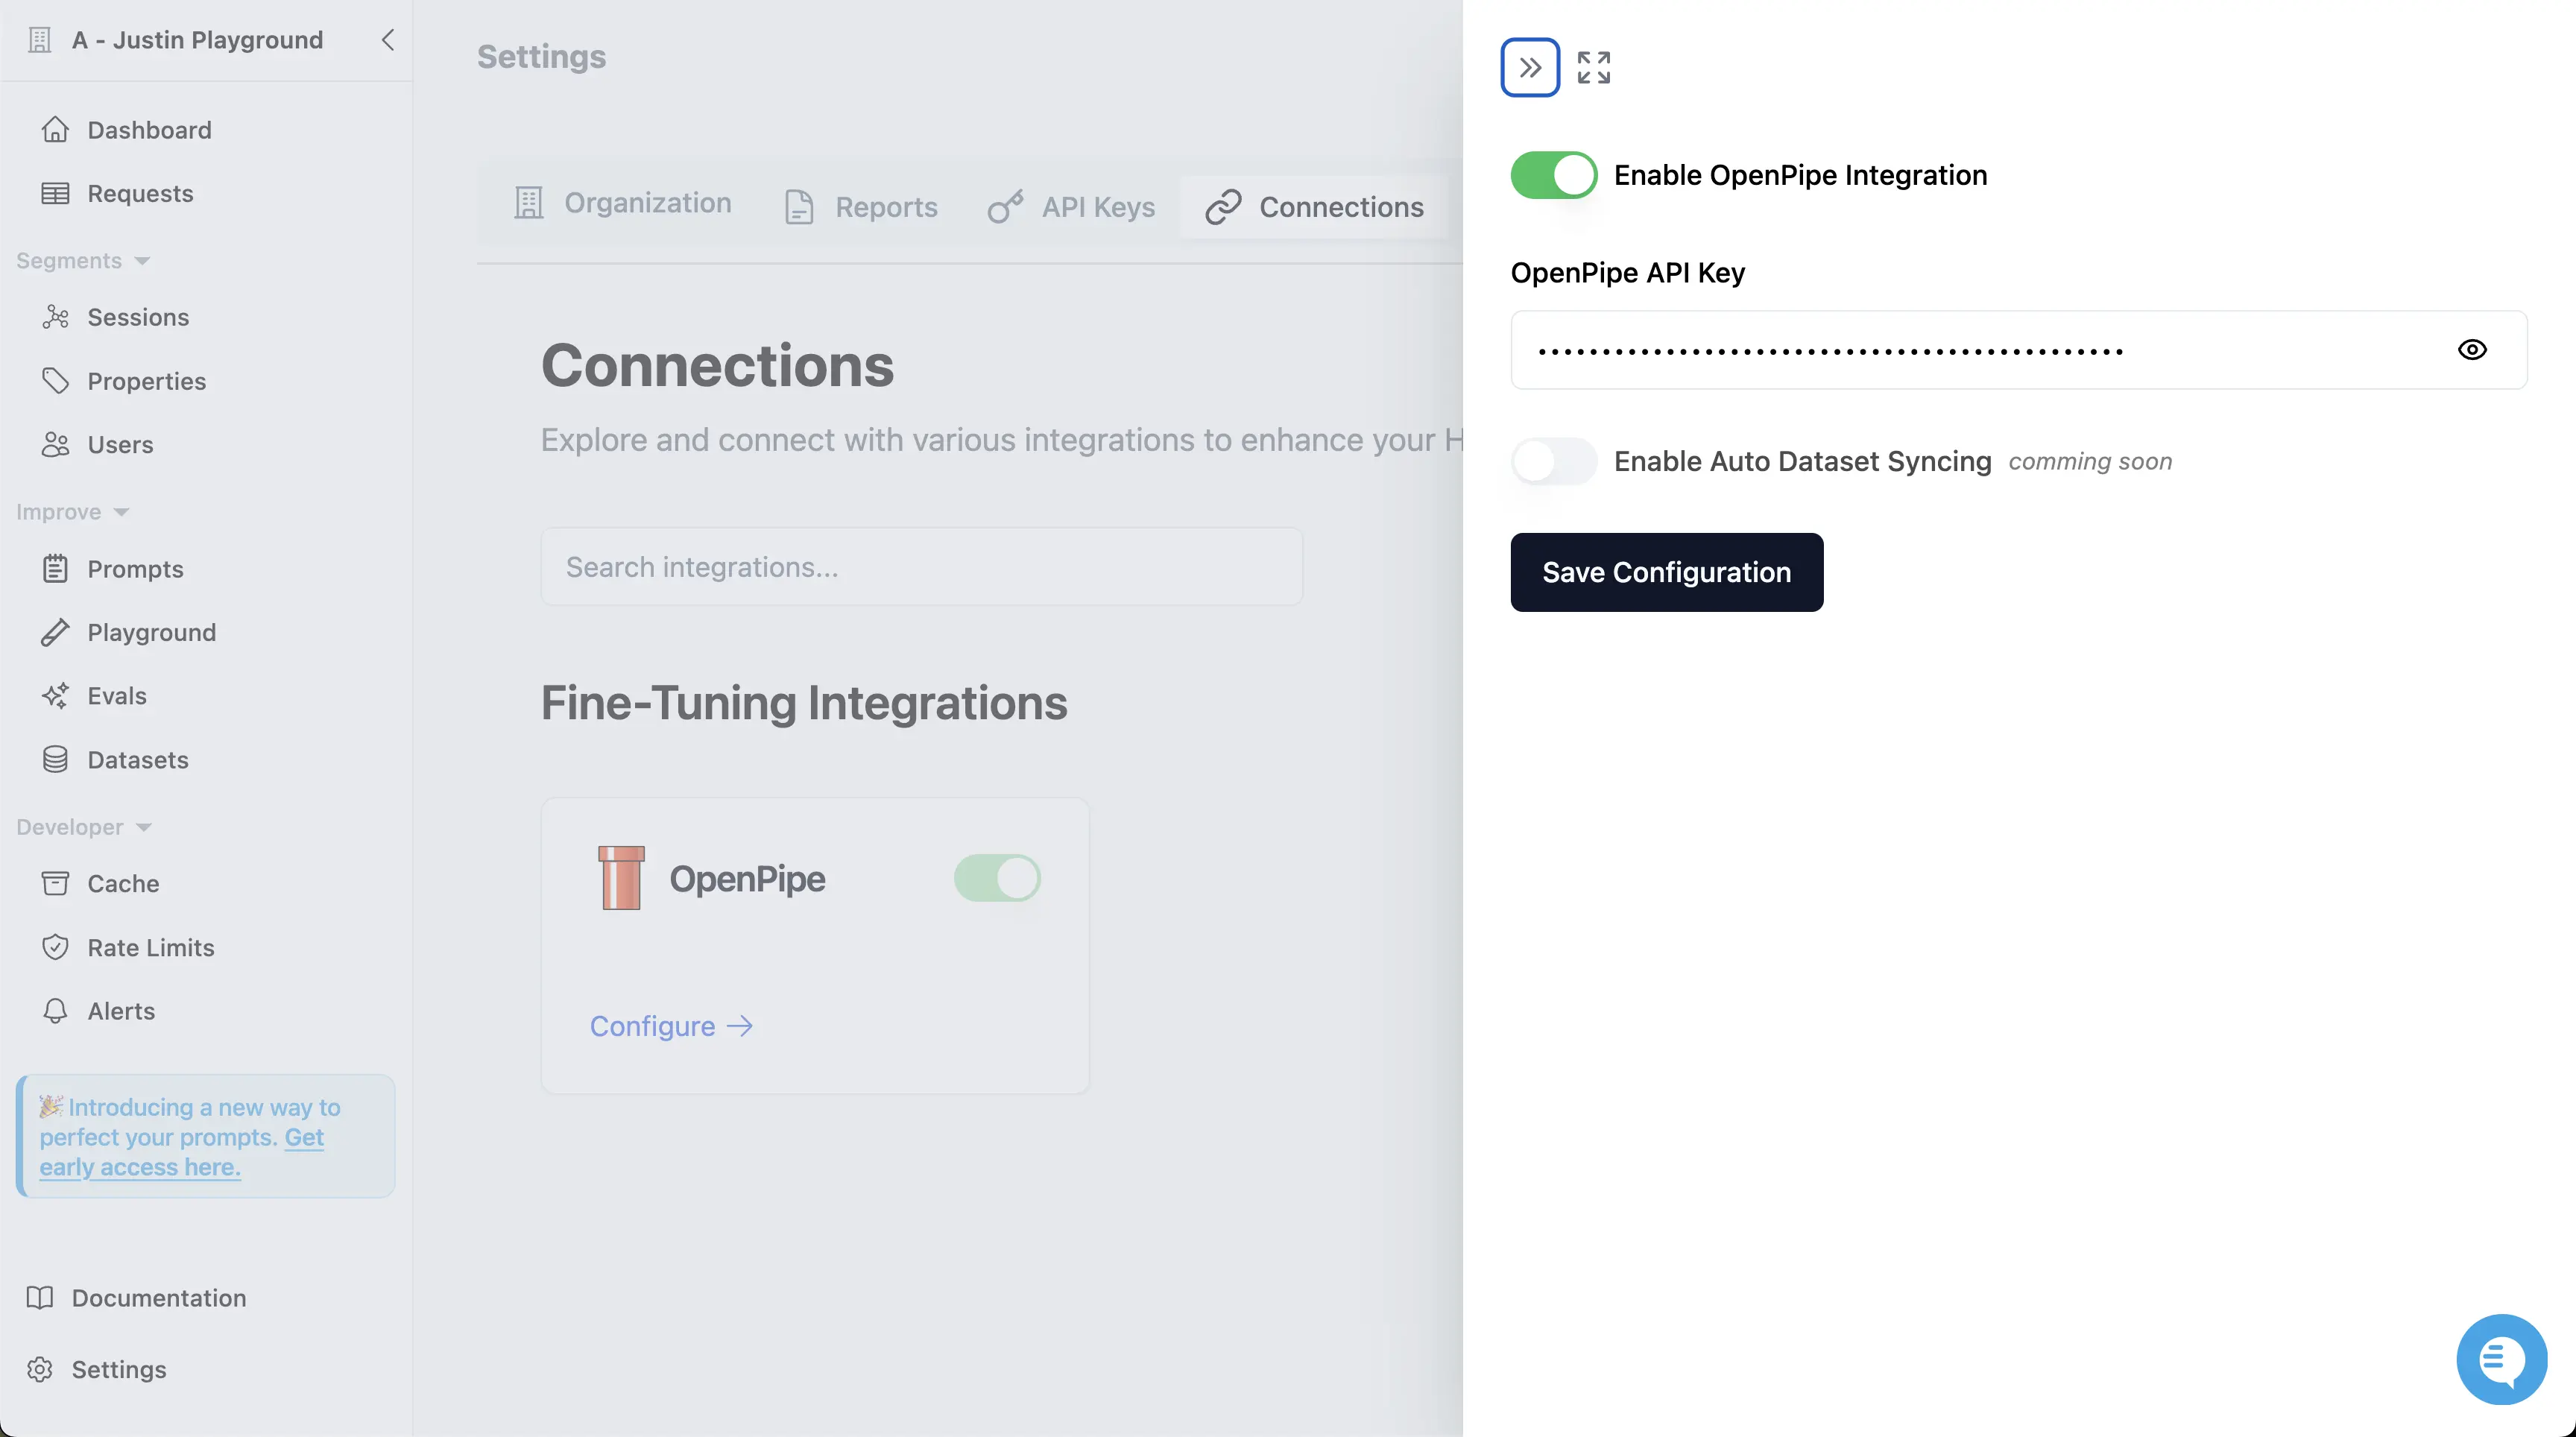 A - Justin Playground
Dashboard
Requests
Segments
Sessions
Properties
Users
Improve
Prompts
Playground
Evals
Datasets
Developer
Cache
Rate Limits
Alerts
🎉Introducing a new way to
perfect your prompts. Get
early access here.
Documentation
Settings
Settings
Organization
Reports
API Keys
Connections
Connections
Explore and connect with various integrations to enhance your H
Search integrations...
Fine-Tuning Integrations
OpenPipe
Configure →
Enable OpenPipe Integration
OpenPipe API Key
Enable Auto Dataset Syncing comming soon
Save Configuration